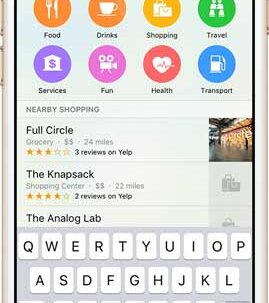 Food Drinks Shopping Travel
Services Fun Health Transport
NEARBY SHOPPING
Full Circle
Grocery · $$ · 24 miles
3 reviews on Yelp
The Knapsack
Shopping Center · $$ · 22 miles
2 reviews on Yelp
The Analog Lab
Q W E R T Y U I O P
A S D F G H J K L